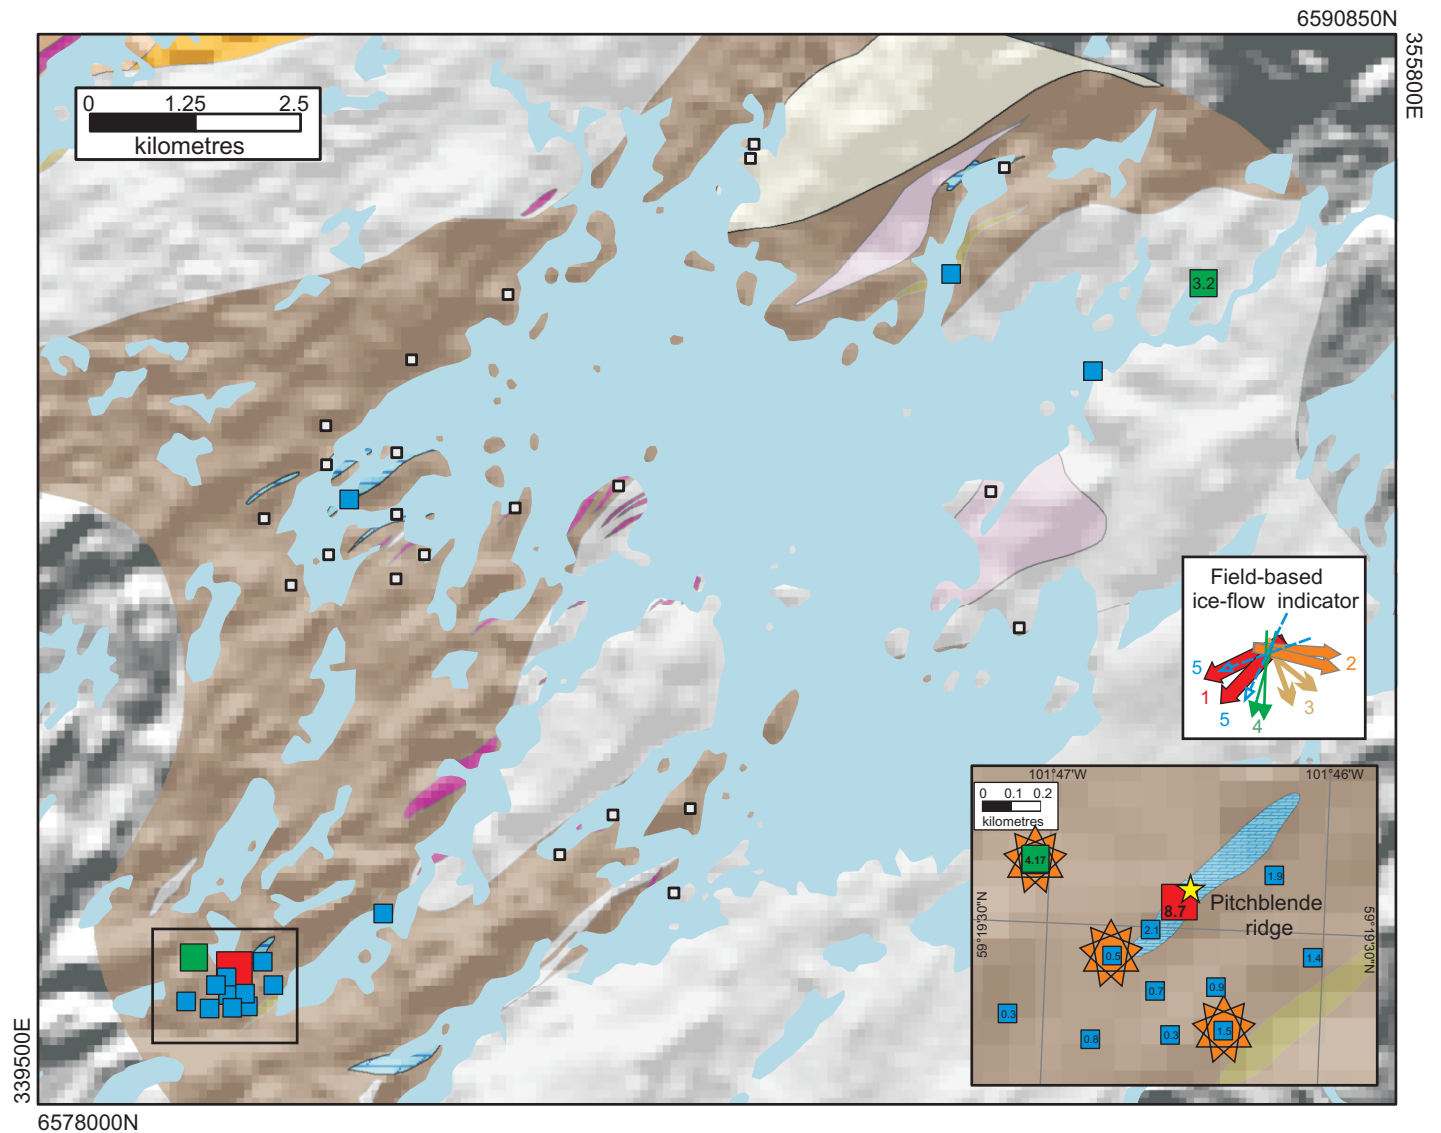 6590850N
355800E
0 1.25 2.5
kilometres
3.2
Field-based
ice-flow indicator
5
1
5
4
3
2
101°47'W 101°46'W
0 0.1 0.2
kilometres
4.17
1.9
8.7
Pitchblende
ridge
2.1
59°19'30"N
59°19'30"N
0.5
1.4
0.7
0.9
0.3
1.5
0.8
0.3
339500E
6578000N